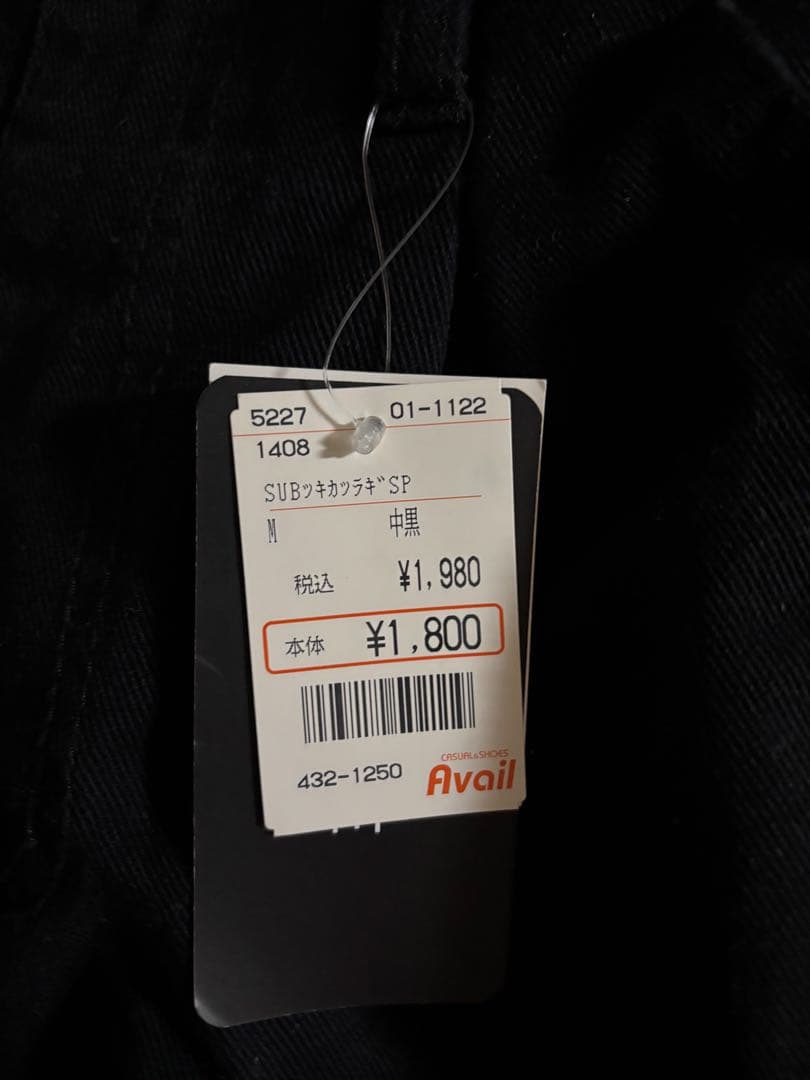 5227 01-1122
1408
SUBﾂｷｶﾂﾗｷﾞSP
M 中黒
税込 ¥1,980
本体 ¥1,800
432-1250
CASUAL&SHOES
Avail